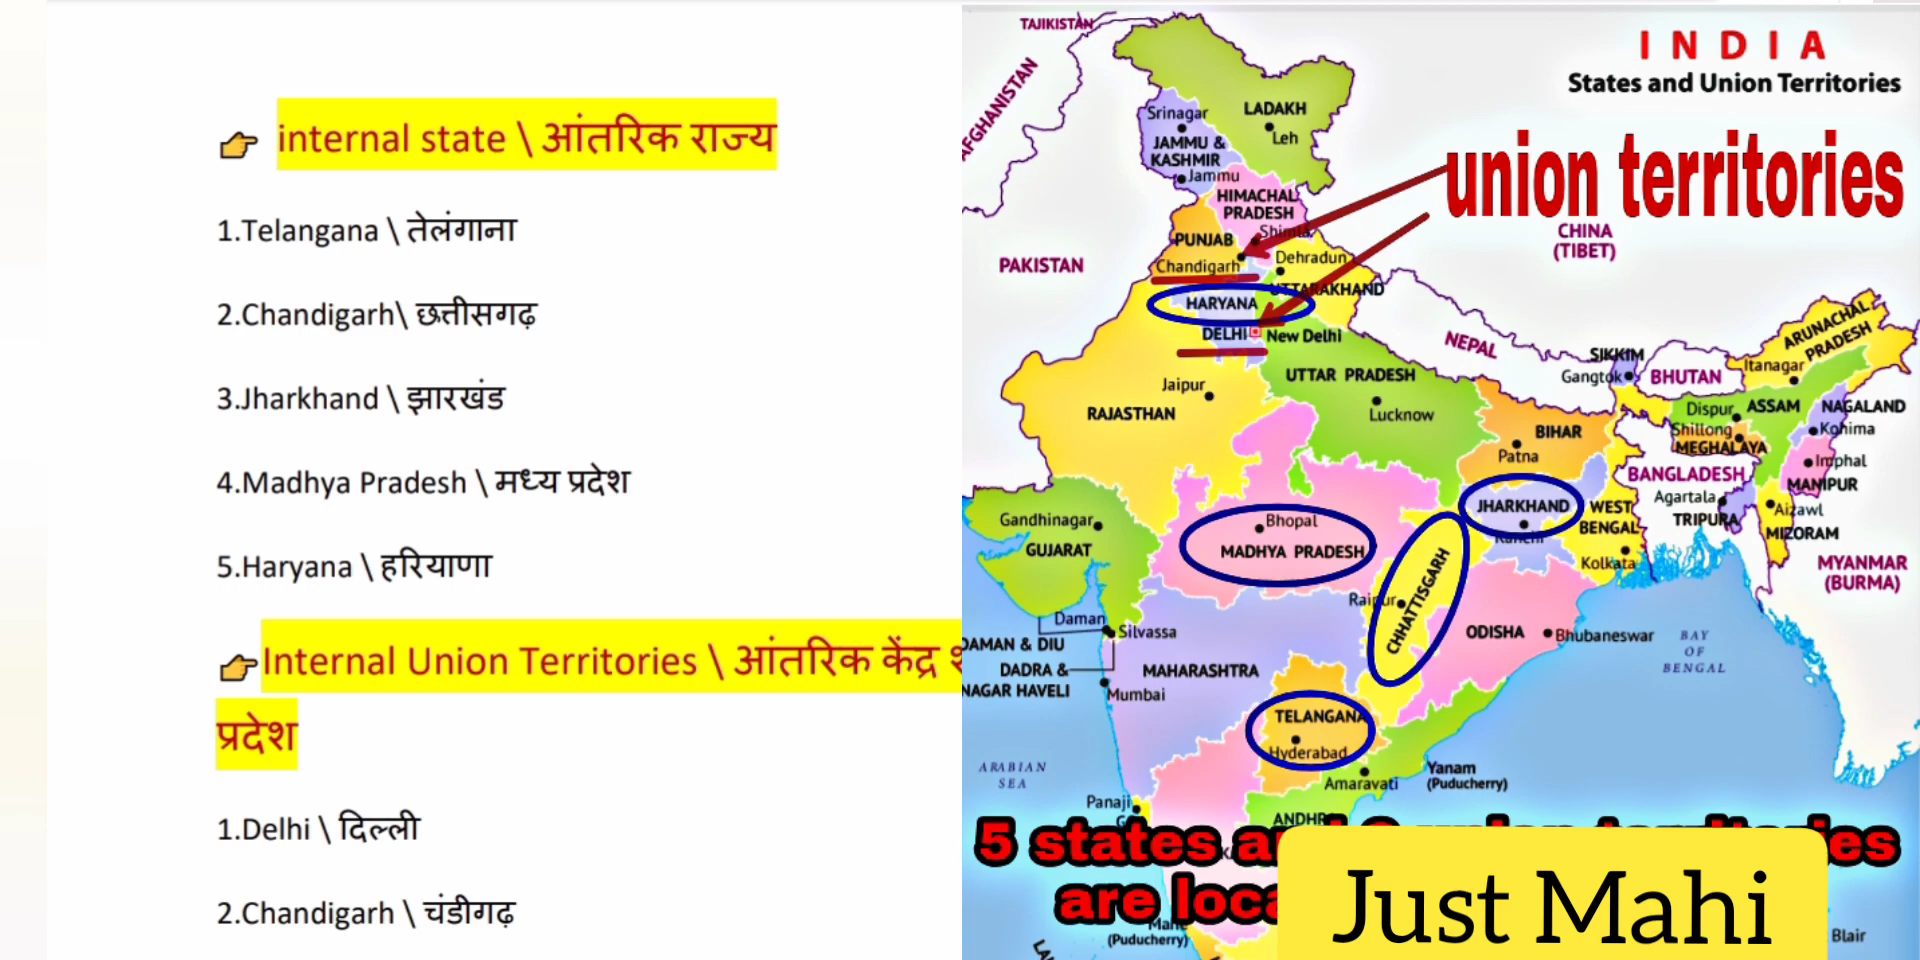 internal state \ आंतरिक राज्य
1.Telangana \ तेलंगाना
2.Chandigarh\ छत्तीसगढ़
3.Jharkhand \ झारखंड
4.Madhya Pradesh \ मध्य प्रदेश
5.Haryana \ हरियाणा
Internal Union Territories \ आंतरिक केंद्र
प्रदेश
1.Delhi \ दिल्ली
2.Chandigarh \ चंडीगढ़
INDIA
States and Union Territories
union territories
TAJIKISTAN
AFGHANISTAN
PAKISTAN
CHINA
(TIBET)
Srinagar
LADAKH
Leh
JAMMU &
KASHMIR
Jammu
HIMACHAL
PRADESH
Shimla
PUNJAB
Chandigarh
Dehradun
UTTARAKHAND
HARYANA
DELHI
New Delhi
NEPAL
SIKKIM
Gangtok
BHUTAN
ARUNACHAL
PRADESH
Itanagar
Jaipur
RAJASTHAN
UTTAR PRADESH
Lucknow
BIHAR
Patna
Dispur
ASSAM
NAGALAND
Kohima
Shillong
MEGHALAYA
Imphal
MANIPUR
BANGLADESH
Agartala
TRIPURA
Aizawl
MIZORAM
MYANMAR
(BURMA)
Gandhinagar
GUJARAT
Bhopal
MADHYA PRADESH
JHARKHAND
Ranchi
WEST
BENGAL
Kolkata
CHHATTISGARH
Raipur
ODISHA
Bhubaneswar
BAY
OF
BENGAL
Daman
Silvassa
DAMAN & DIU
DADRA &
NAGAR HAVELI
MAHARASHTRA
Mumbai
TELANGANA
Hyderabad
Amaravati
Yanam
(Puducherry)
ARABIAN
SEA
Panaji
ANDHR
5 states
are loca
Mahe
(Puducherry)
Blair
Just Mahi